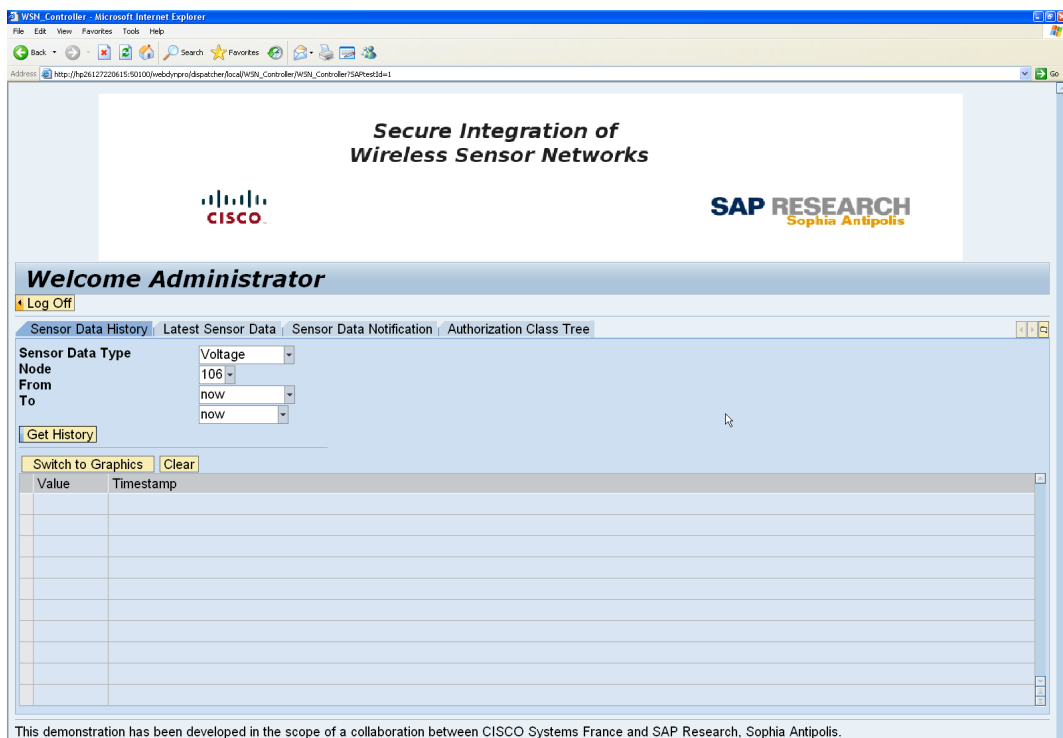 WSN_Controller - Microsoft Internet Explorer
File Edit View Favorites Tools Help
Back Search Favorites
Address http://hp26127220615:50100/webdynpro/dispatcher/local/WSN_Controller/WSN_Controller?SAPtestId=1 Go
Secure Integration of
Wireless Sensor Networks
CISCO
SAP RESEARCH
Sophia Antipolis
Welcome Administrator
Log Off
Sensor Data History Latest Sensor Data Sensor Data Notification Authorization Class Tree
Sensor Data Type Voltage
Node 106
From now
To now
Get History
Switch to Graphics Clear
Value Timestamp
This demonstration has been developed in the scope of a collaboration between CISCO Systems France and SAP Research, Sophia Antipolis.